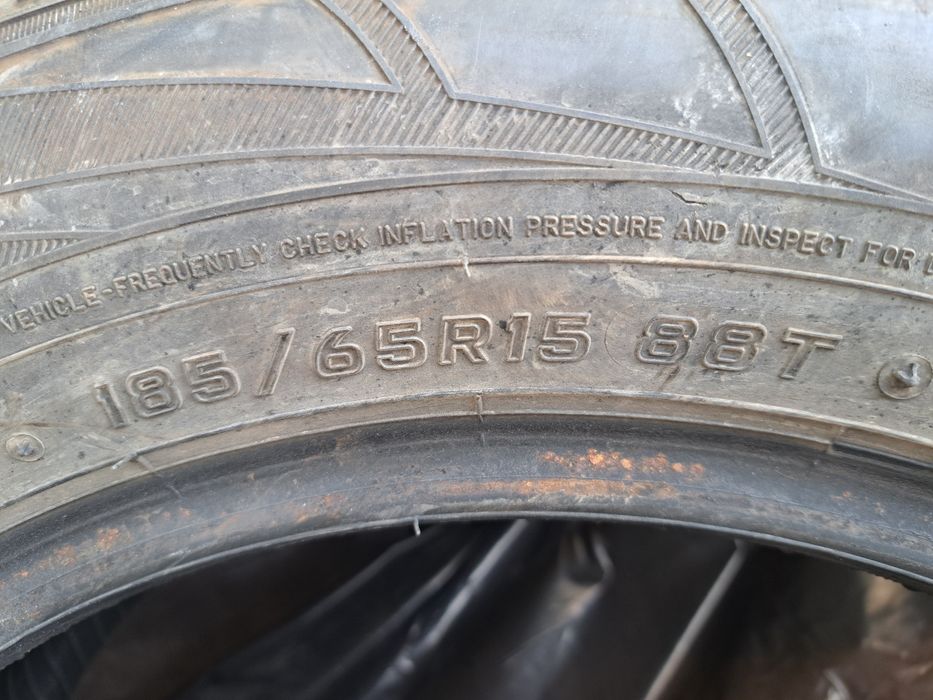 VEHICLE-FREQUENTLY CHECK INFLATION PRESSURE AND INSPECT FOR
185/65R15 88T